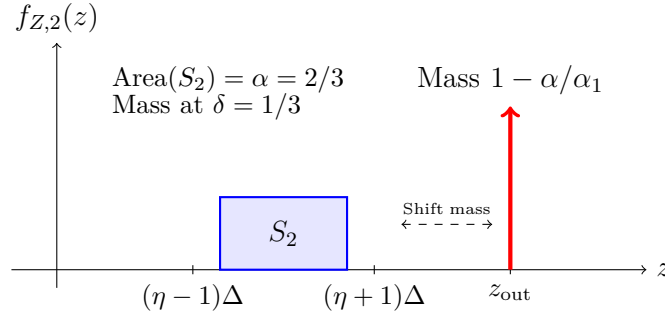 f_{Z,2}(z)
Area(S_2) = α = 2/3
Mass at δ = 1/3
Mass 1 − α/α_1
Shift mass
S_2
z
(η − 1)Δ
(η + 1)Δ
z_out